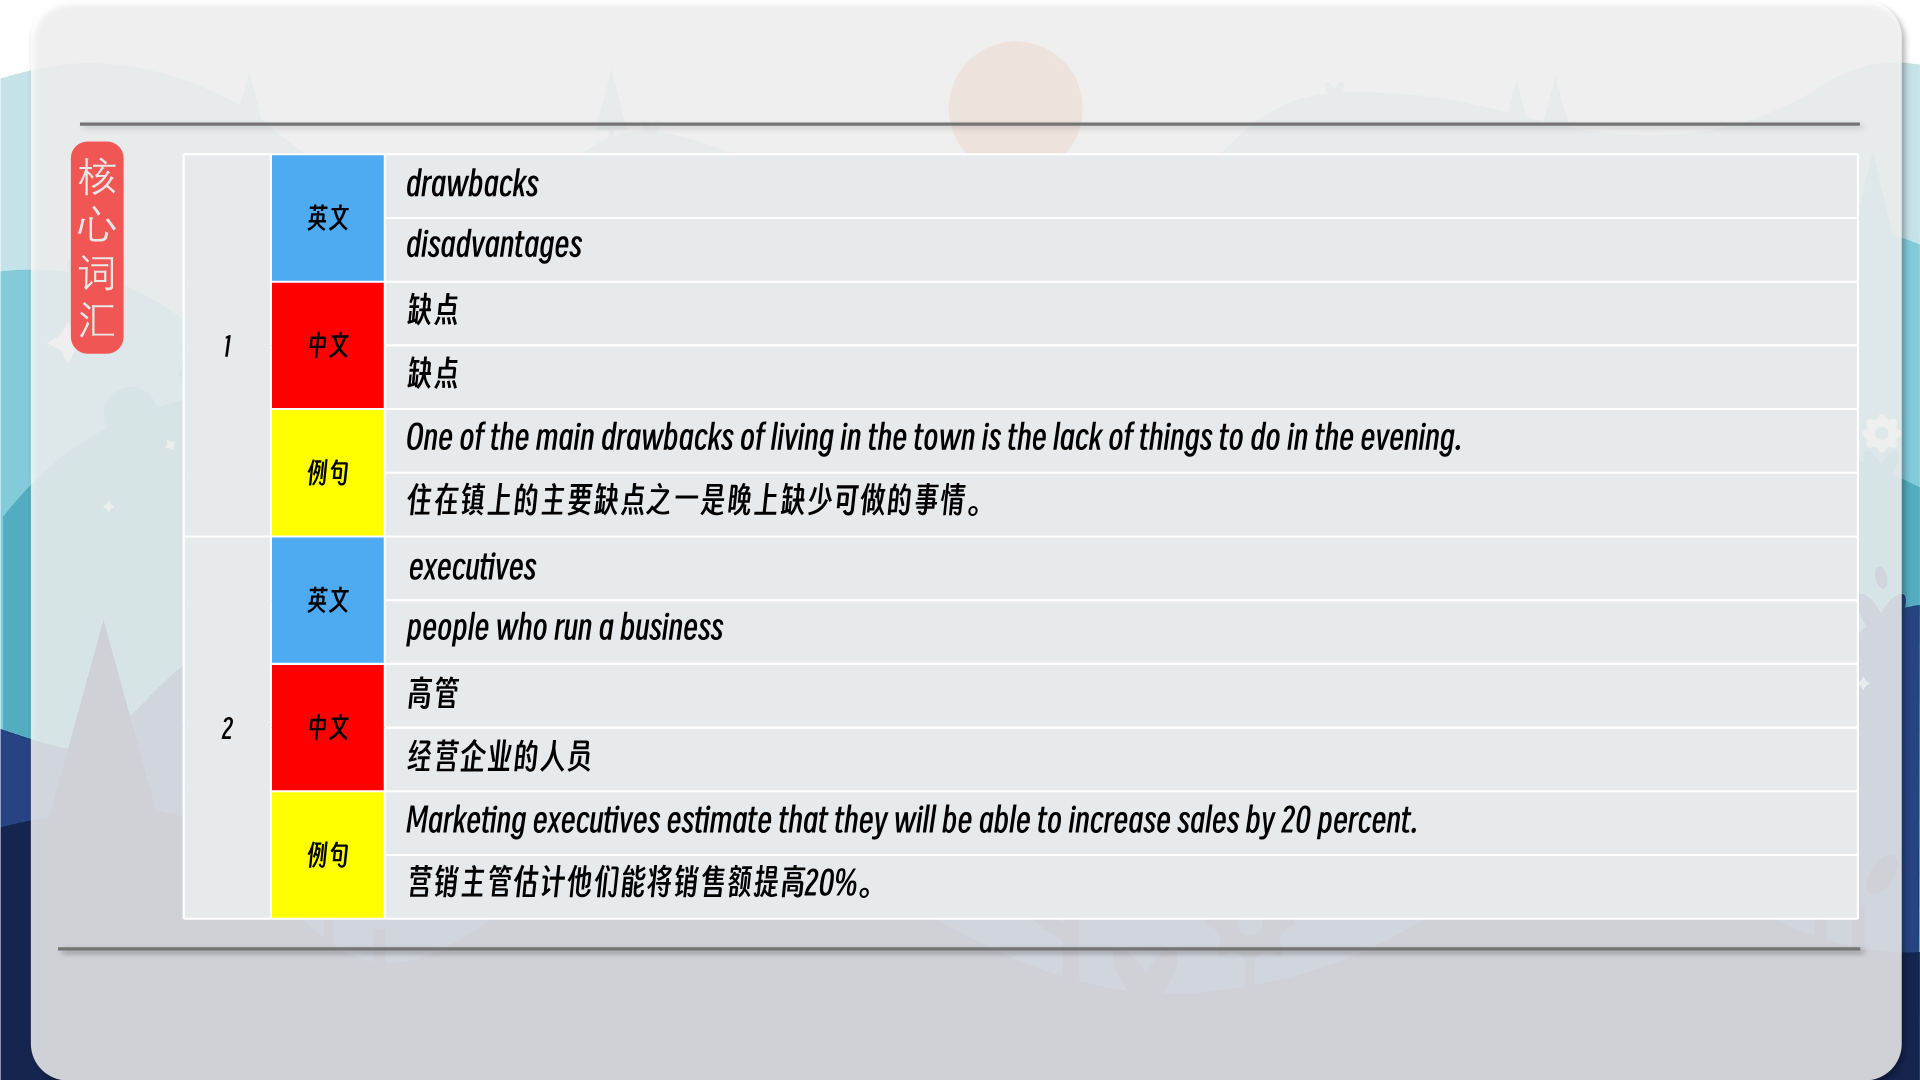 核心词汇
1
英文
drawbacks
disadvantages
中文
缺点
缺点
例句
One of the main drawbacks of living in the town is the lack of things to do in the evening.
住在镇上的主要缺点之一是晚上缺少可做的事情。
2
英文
executives
people who run a business
中文
高管
经营企业的人员
例句
Marketing executives estimate that they will be able to increase sales by 20 percent.
营销主管估计他们能将销售额提高20%。